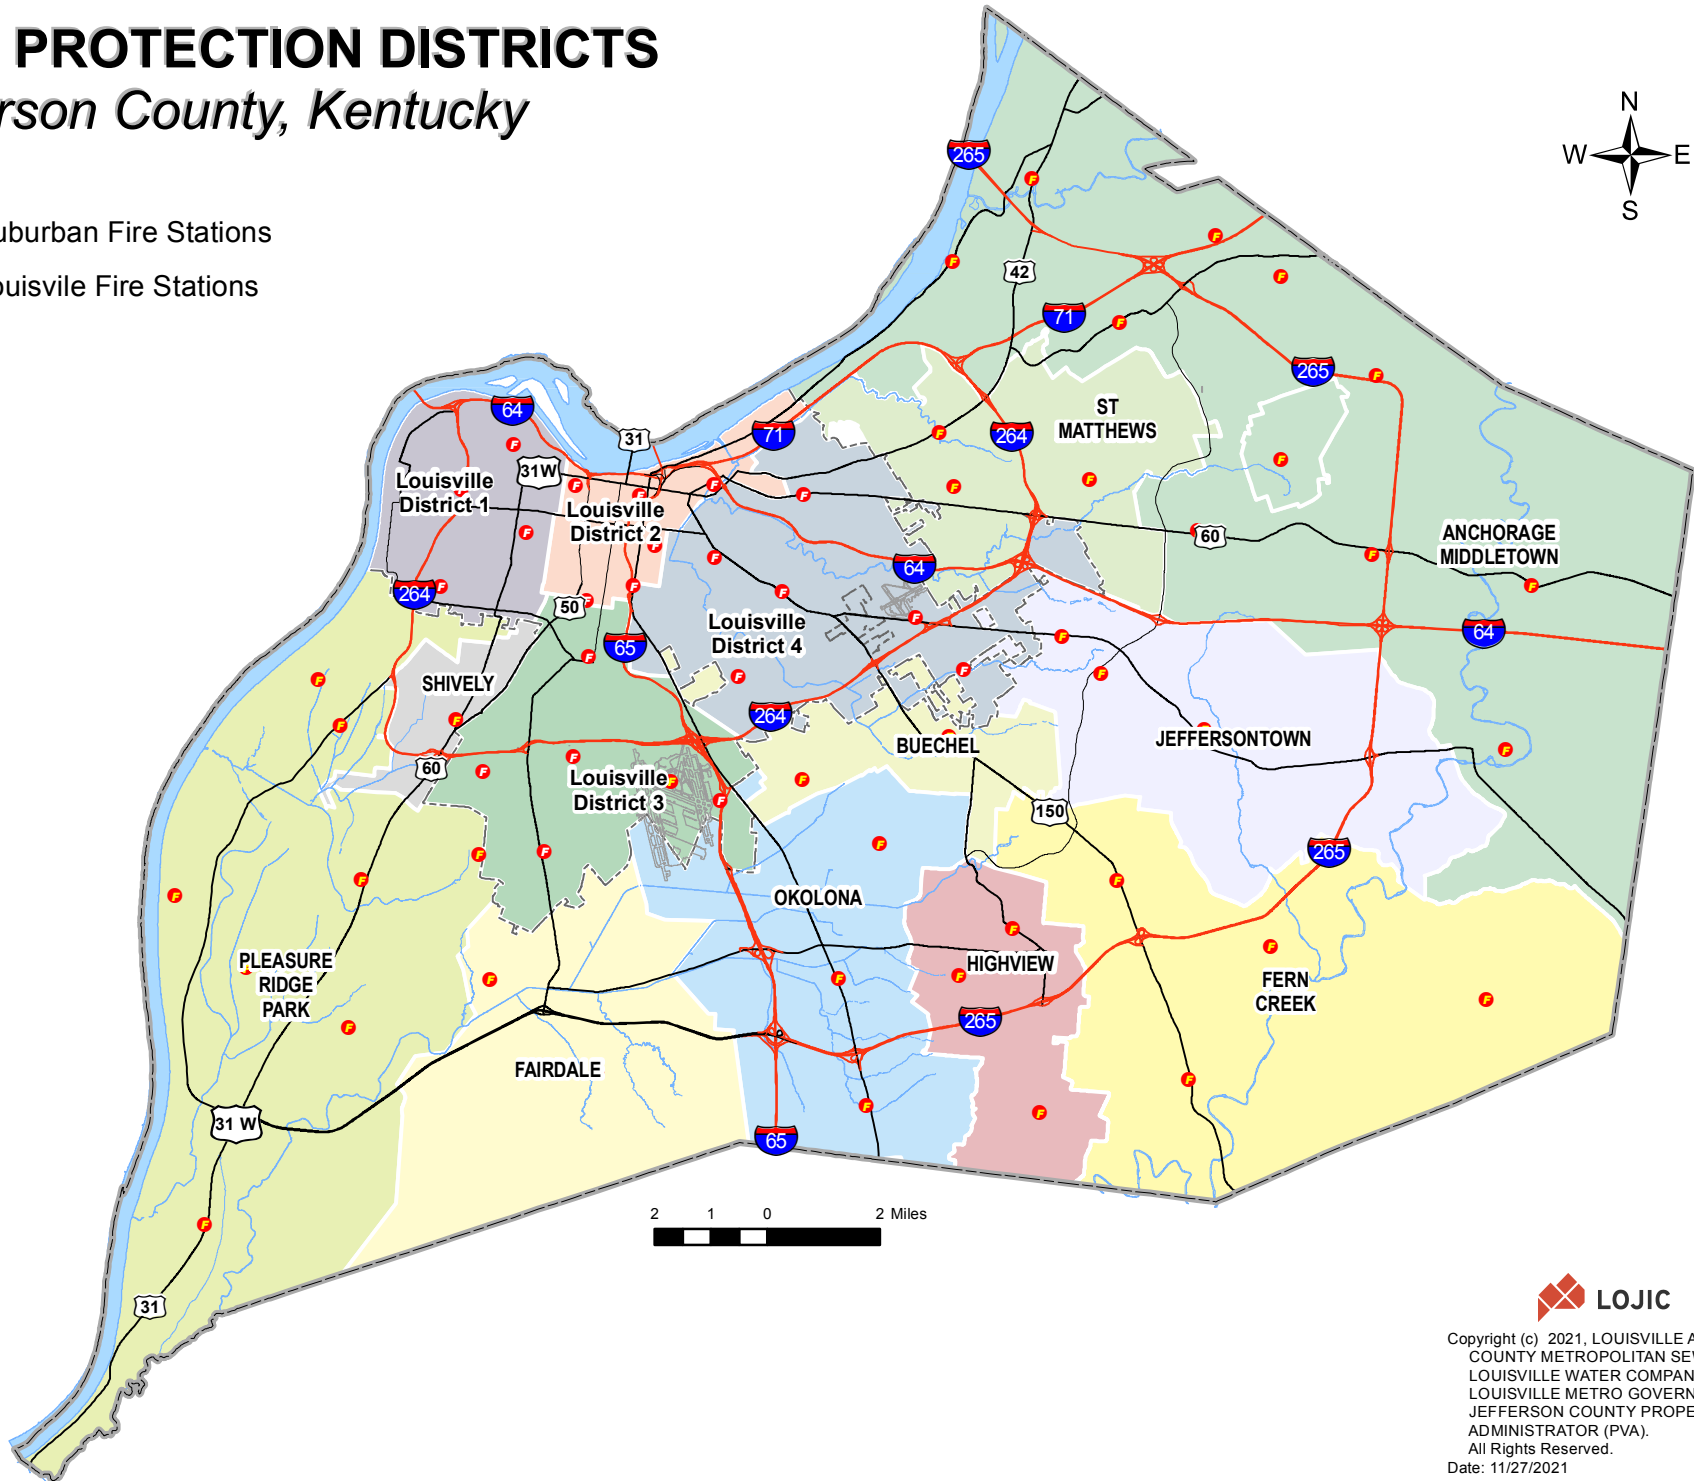 PROTECTION DISTRICTS
rson County, Kentucky
uburban Fire Stations
ouisvile Fire Stations
N
W E
S
265
42
71
265
ST
MATTHEWS
264
71
64
31
31W
Louisville
District 1
Louisville
District 2
60
ANCHORAGE
MIDDLETOWN
64
264
50
65
Louisville
District 4
64
SHIVELY
264
BUECHEL
JEFFERSONTOWN
60
Louisville
District 3
150
265
OKOLONA
PLEASURE
RIDGE
PARK
HIGHVIEW
FERN
CREEK
265
FAIRDALE
31 W
65
2 1 0 2 Miles
31
LOJIC
Copyright (c) 2021, LOUISVILLE A
COUNTY METROPOLITAN SE
LOUISVILLE WATER COMPAN
LOUISVILLE METRO GOVERN
JEFFERSON COUNTY PROPE
ADMINISTRATOR (PVA).
All Rights Reserved.
Date: 11/27/2021